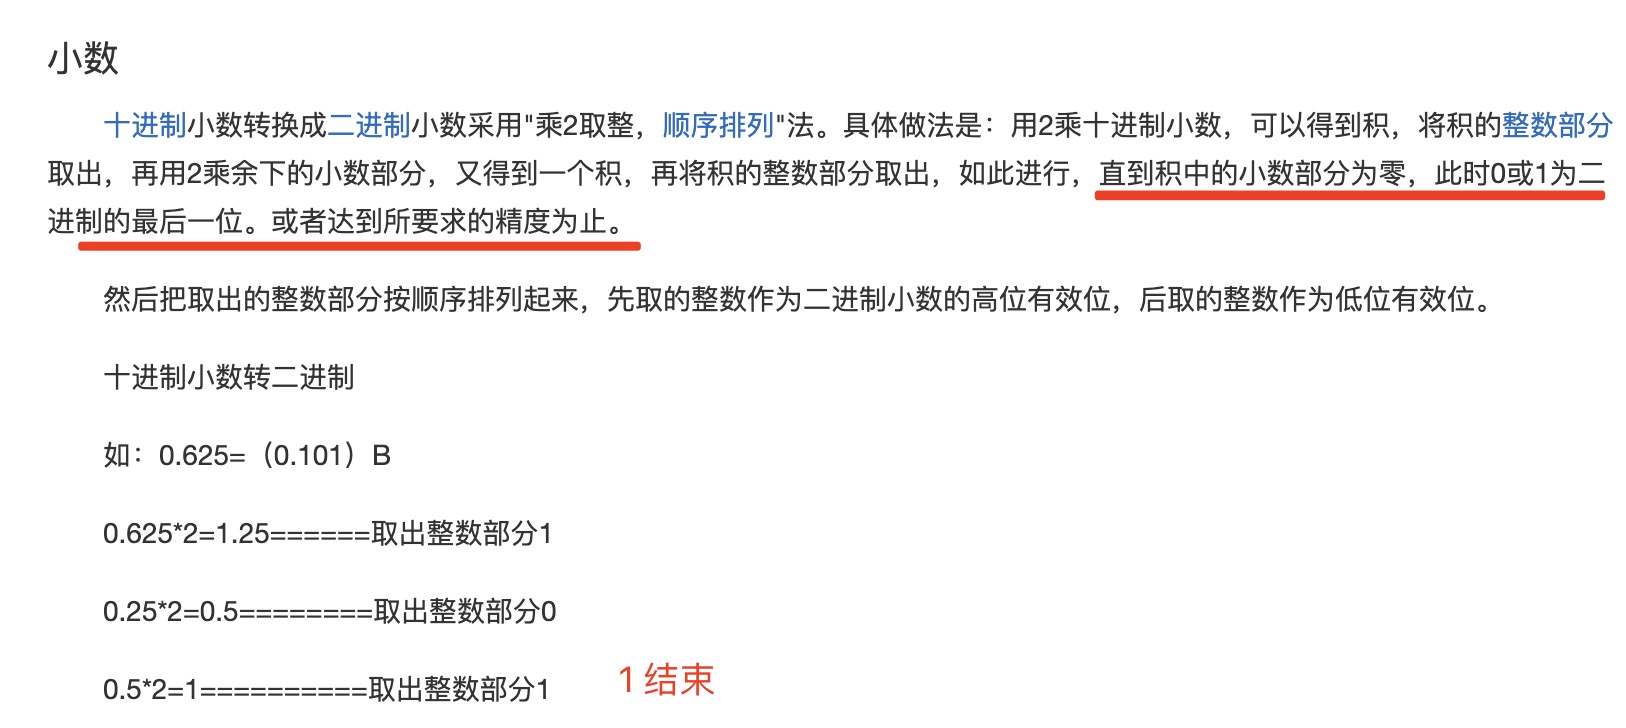 小数
十进制小数转换成二进制小数采用"乘2取整，顺序排列"法。具体做法是：用2乘十进制小数，可以得到积，将积的整数部分
取出，再用2乘余下的小数部分，又得到一个积，再将积的整数部分取出，如此进行，直到积中的小数部分为零，此时0或1为二
进制的最后一位。或者达到所要求的精度为止。
然后把取出的整数部分按顺序排列起来，先取的整数作为二进制小数的高位有效位，后取的整数作为低位有效位。
十进制小数转二进制
如：0.625=（0.101）B
0.625*2=1.25======取出整数部分1
0.25*2=0.5========取出整数部分0
0.5*2=1==========取出整数部分1 1 结束